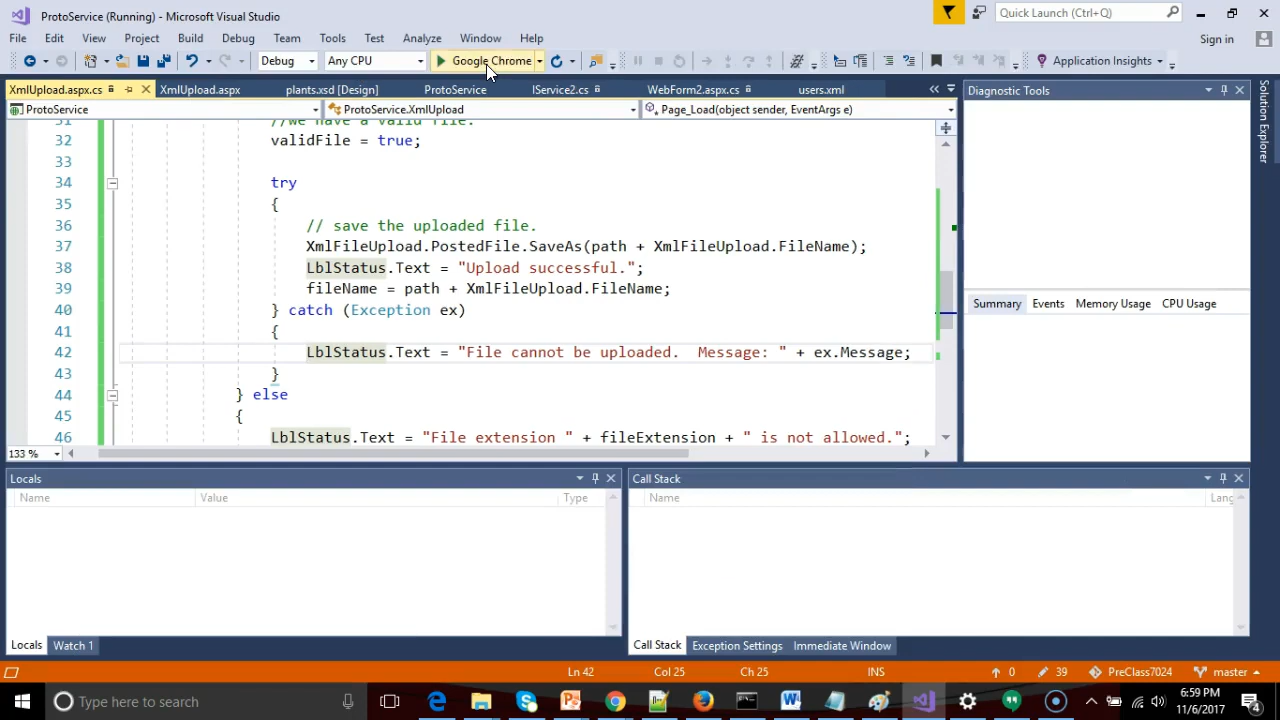 ProtoService (Running) - Microsoft Visual Studio
Quick Launch (Ctrl+Q)
File Edit View Project Build Debug Team Tools Test Analyze Window Help
Sign in
Debug Any CPU Google Chrome Application Insights
XmlUpload.aspx.cs XmlUpload.aspx plants.xsd [Design] ProtoService IService2.cs WebForm2.aspx.cs users.xml
Diagnostic Tools
Solution Explorer
ProtoService ProtoService.XmlUpload Page_Load(object sender, EventArgs e)
31 //we have a valid file.
32 validFile = true;
33
34 try
35 {
36 // save the uploaded file.
37 XmlFileUpload.PostedFile.SaveAs(path + XmlFileUpload.FileName);
38 LblStatus.Text = "Upload successful.";
39 fileName = path + XmlFileUpload.FileName;
40 } catch (Exception ex)
41 {
42 LblStatus.Text = "File cannot be uploaded.  Message: " + ex.Message;
43 }
44 } else
45 {
46 LblStatus.Text = "File extension " + fileExtension + " is not allowed.";
133 %
Summary Events Memory Usage CPU Usage
Locals
Name Value Type
Locals Watch 1
Call Stack
Name Lang
Call Stack Exception Settings Immediate Window
Ln 42 Col 25 Ch 25 INS 0 39 PreClass7024 master
Type here to search
6:59 PM
11/6/2017
4